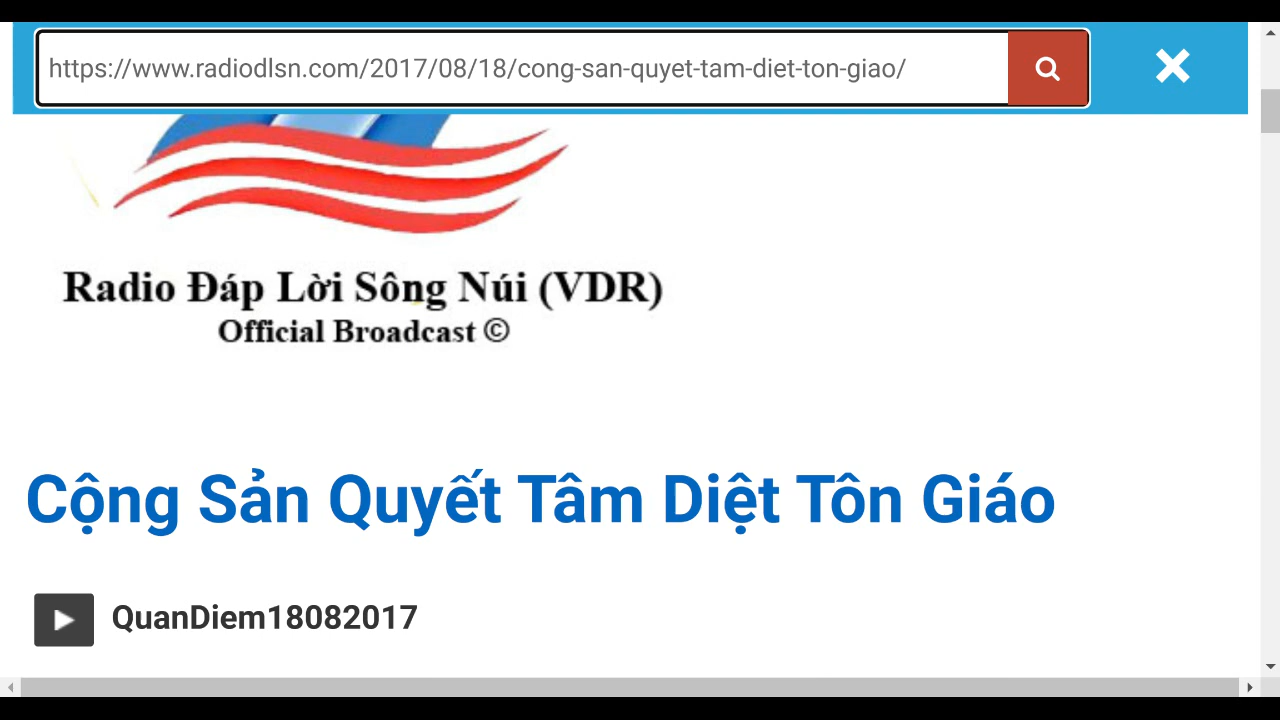 https://www.radiodlsn.com/2017/08/18/cong-san-quyet-tam-diet-ton-giao/
Radio Đáp Lời Sông Núi (VDR)
Official Broadcast ©
Cộng Sản Quyết Tâm Diệt Tôn Giáo
QuanDiem18082017